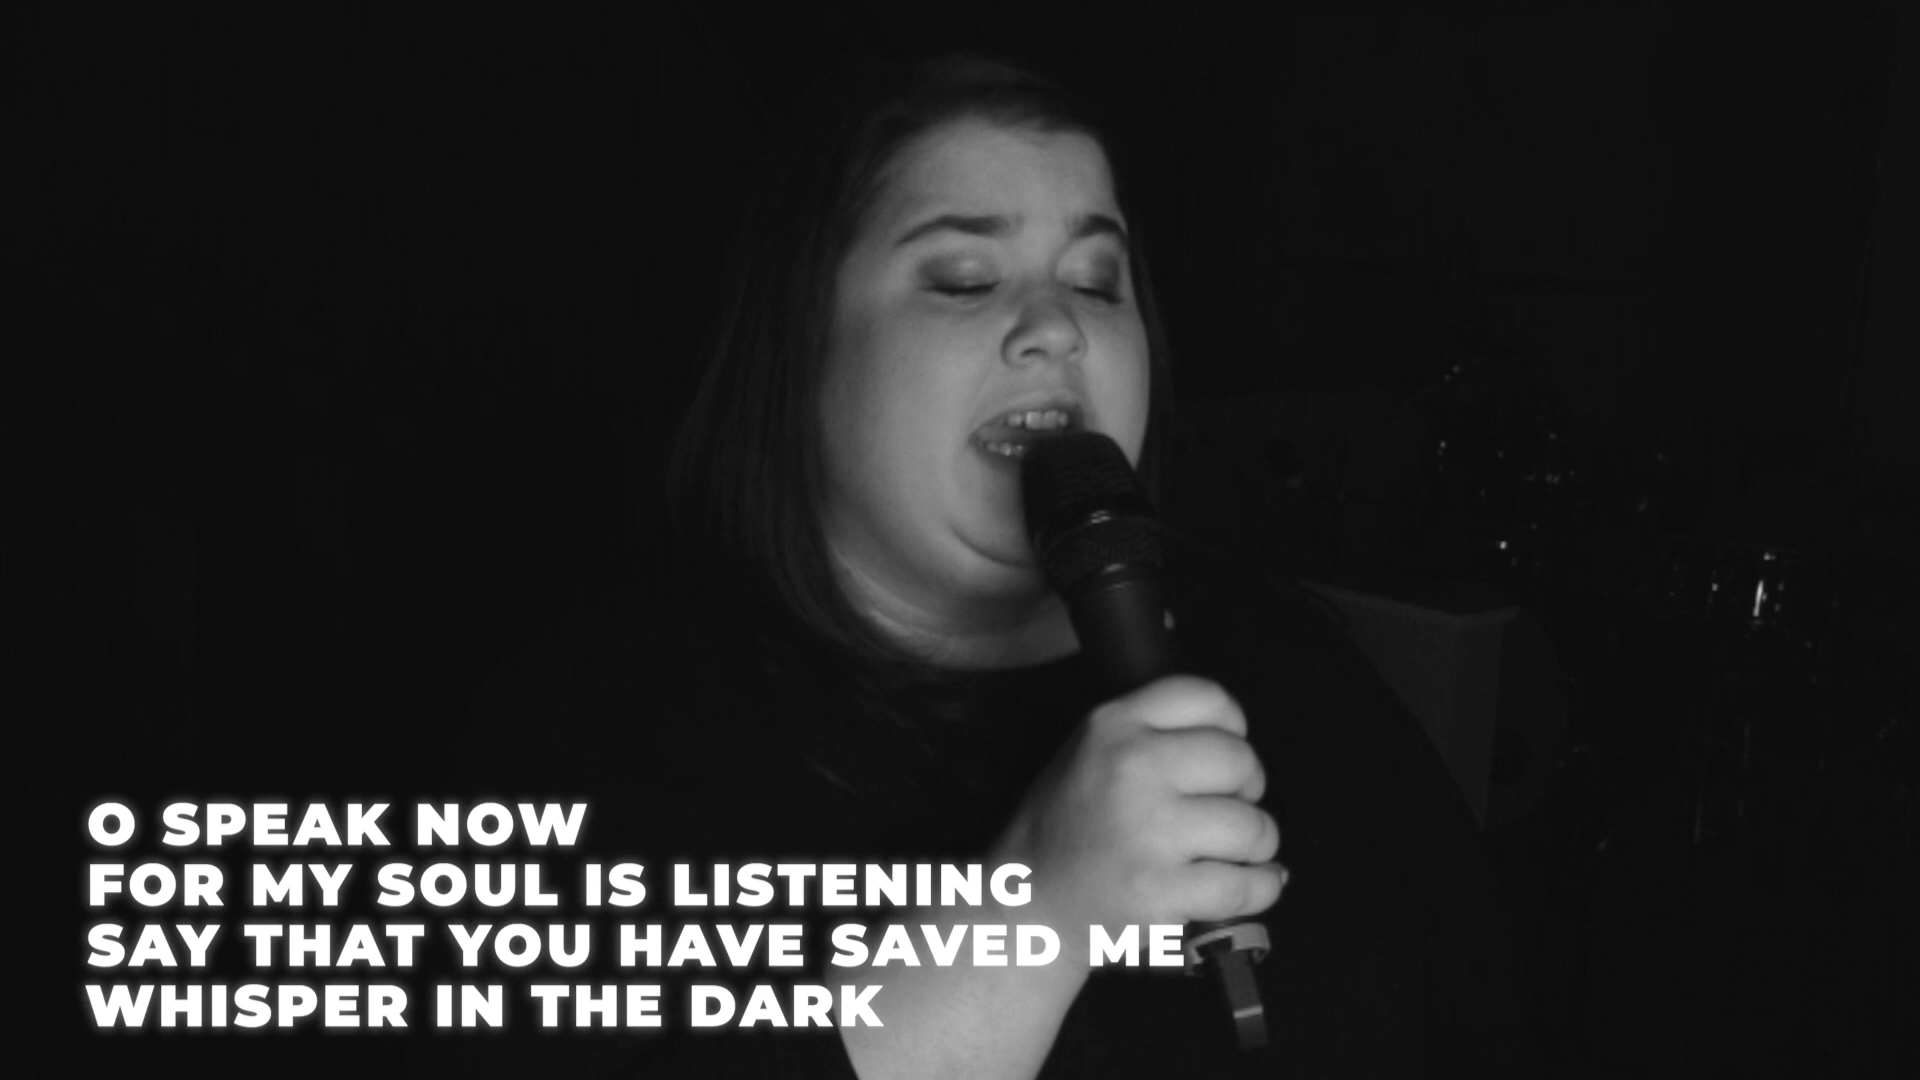 O SPEAK NOW
FOR MY SOUL IS LISTENING
SAY THAT YOU HAVE SAVED ME
WHISPER IN THE DARK